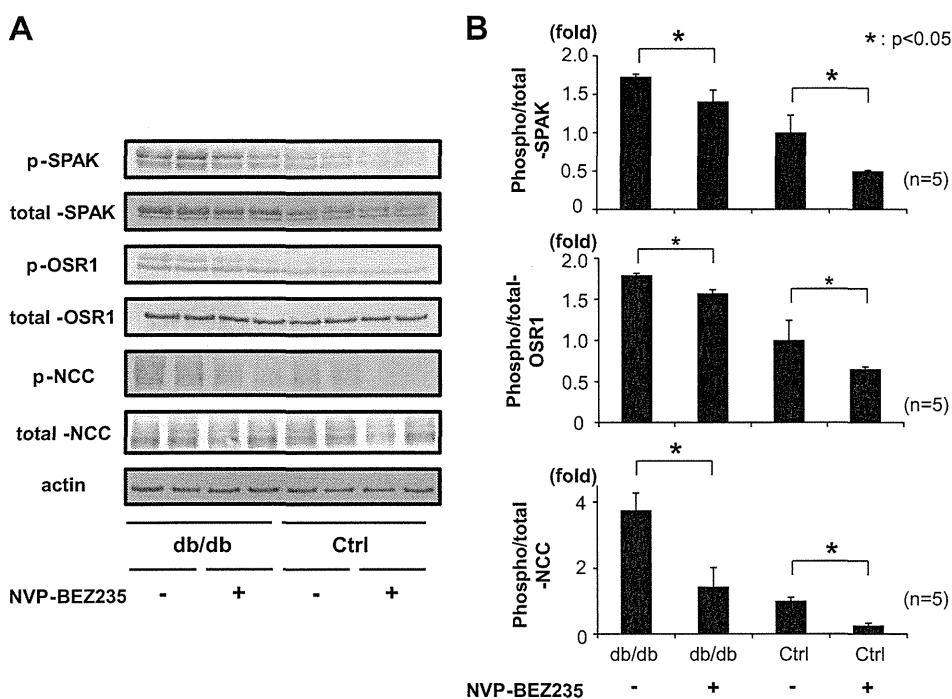 A
p-SPAK
total -SPAK
p-OSR1
total -OSR1
p-NCC
total -NCC
actin
db/db Ctrl
NVP-BEZ235 - + - +
B
* : p<0.05
(fold)
Phospho/total
-SPAK
2.0
1.5
1.0
0.5
0
* *
(n=5)
(fold)
Phospho/total-
OSR1
2.0
1.5
1.0
0.5
0
* *
(n=5)
(fold)
Phospho/total
-NCC
4
2
0
* *
(n=5)
db/db db/db Ctrl Ctrl
NVP-BEZ235 - + - +